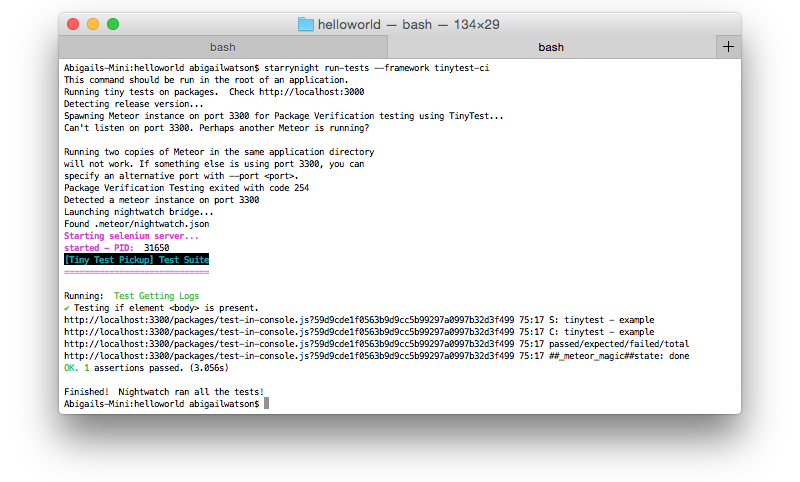 helloworld — bash — 134×29
bash
bash
+
Abigails-Mini:helloworld abigailwatson$ starrynight run-tests --framework tinytest-ci
This command should be run in the root of an application.
Running tiny tests on packages.  Check http://localhost:3000
Detecting release version...
Spawning Meteor instance on port 3300 for Package Verification testing using TinyTest...
Can't listen on port 3300. Perhaps another Meteor is running?

Running two copies of Meteor in the same application directory
will not work. If something else is using port 3300, you can
specify an alternative port with --port <port>.
Package Verification Testing exited with code 254
Detected a meteor instance on port 3300
Launching nightwatch bridge...
Found .meteor/nightwatch.json
Starting selenium server...
started - PID:  31650
[Tiny Test Pickup] Test Suite
=============================

Running:  Test Getting Logs
✔ Testing if element <body> is present.
http://localhost:3300/packages/test-in-console.js?59d9cde1f0563b9d9cc5b99297a0997b32d3f499 75:17 S: tinytest - example
http://localhost:3300/packages/test-in-console.js?59d9cde1f0563b9d9cc5b99297a0997b32d3f499 75:17 C: tinytest - example
http://localhost:3300/packages/test-in-console.js?59d9cde1f0563b9d9cc5b99297a0997b32d3f499 75:17 passed/expected/failed/total
http://localhost:3300/packages/test-in-console.js?59d9cde1f0563b9d9cc5b99297a0997b32d3f499 75:17 ##_meteor_magic##state: done
OK. 1 assertions passed. (3.056s)

Finished!  Nightwatch ran all the tests!
Abigails-Mini:helloworld abigailwatson$